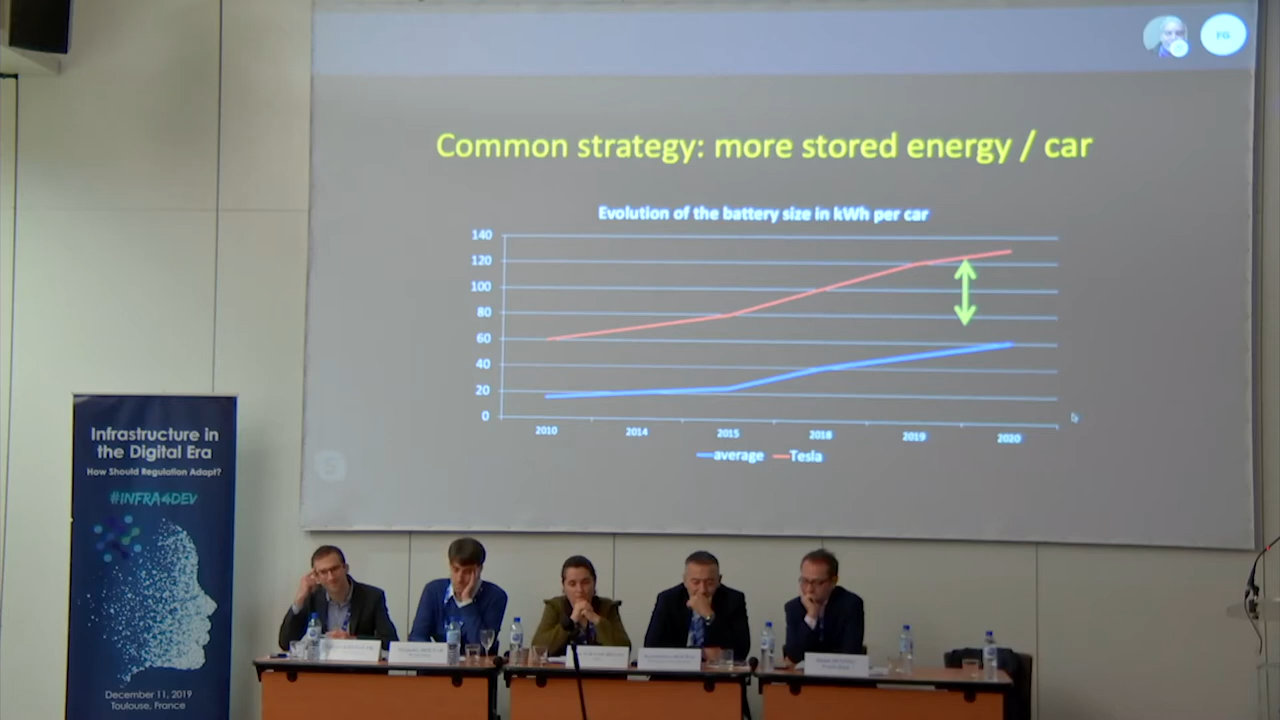 FG
Common strategy: more stored energy / car
Evolution of the battery size in kWh per car
140
120
100
80
60
40
20
0
2010 2014 2015 2018 2019 2020
average Tesla
Infrastructure in
the Digital Era
How Should Regulation Adapt?
#INFRA4DEV
December 11, 2019
Toulouse, France